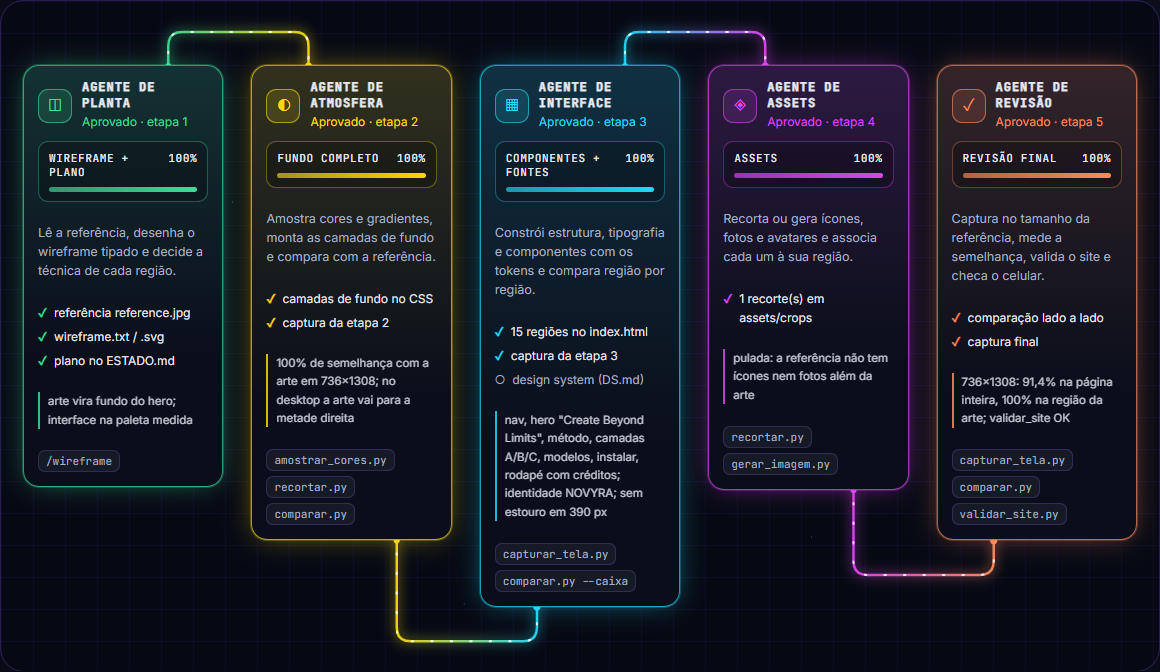 AGENTE DE
PLANTA
Aprovado · etapa 1
WIREFRAME +
PLANO
100%
Lê a referência, desenha o
wireframe tipado e decide a
técnica de cada região.
✓ referência reference.jpg
✓ wireframe.txt / .svg
✓ plano no ESTADO.md
arte vira fundo do hero;
interface na paleta medida
/wireframe
AGENTE DE
ATMOSFERA
Aprovado · etapa 2
FUNDO COMPLETO 100%
Amostra cores e gradientes,
monta as camadas de fundo
e compara com a referência.
✓ camadas de fundo no CSS
✓ captura da etapa 2
100% de semelhança com a
arte em 736×1308; no
desktop a arte vai para a
metade direita
amostrar_cores.py
recortar.py
comparar.py
AGENTE DE
INTERFACE
Aprovado · etapa 3
COMPONENTES +
FONTES
100%
Constrói estrutura, tipografia
e componentes com os
tokens e compara região por
região.
✓ 15 regiões no index.html
✓ captura da etapa 3
○ design system (DS.md)
nav, hero "Create Beyond
Limits", método, camadas
A/B/C, modelos, instalar,
rodapé com créditos;
identidade NOVYRA; sem
estouro em 390 px
capturar_tela.py
comparar.py --caixa
AGENTE DE
ASSETS
Aprovado · etapa 4
ASSETS 100%
Recorta ou gera ícones,
fotos e avatares e associa
cada um à sua região.
✓ 1 recorte(s) em
assets/crops
pulada: a referência não tem
ícones nem fotos além da
arte
recortar.py
gerar_imagem.py
AGENTE DE
REVISÃO
Aprovado · etapa 5
REVISÃO FINAL 100%
Captura no tamanho da
referência, mede a
semelhança, valida o site e
checa o celular.
✓ comparação lado a lado
✓ captura final
736×1308: 91,4% na página
inteira, 100% na região da
arte; validar_site OK
capturar_tela.py
comparar.py
validar_site.py